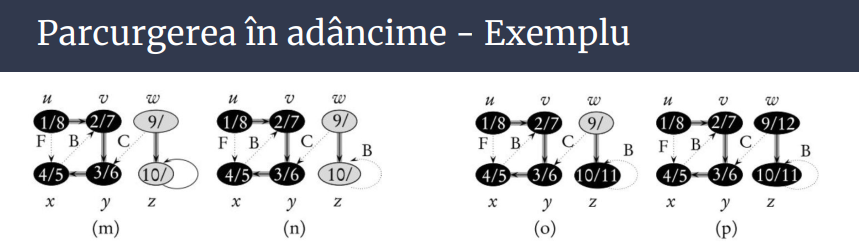 Parcurgerea în adâncime - Exemplu
u v w u v w u v w u v w
1/8 2/7 9/ 1/8 2/7 9/ 1/8 2/7 9/ 1/8 2/7 9/12
F B C F B C B F B C B F B C B
4/5 3/6 10/ 4/5 3/6 10/ 4/5 3/6 10/11 4/5 3/6 10/11
x y z x y z x y z x y z
(m) (n) (o) (p)